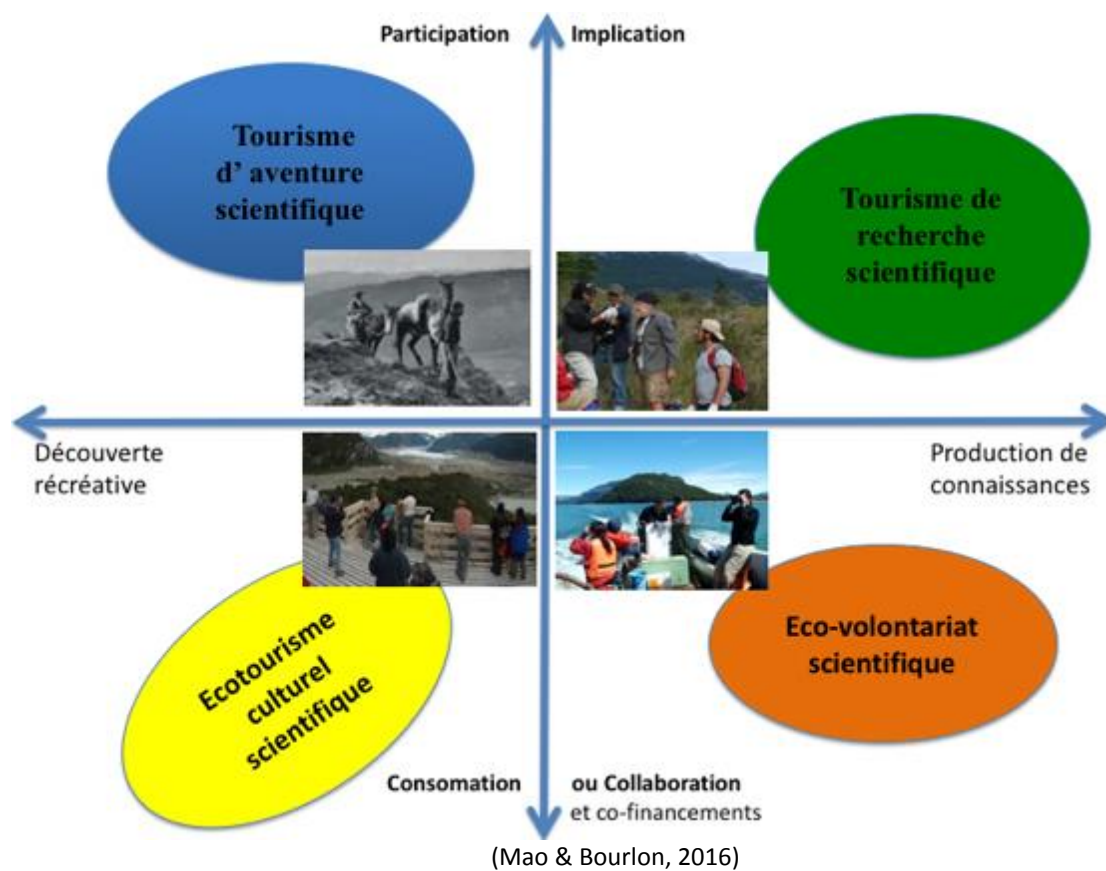 Participation Implication
Tourisme
d' aventure
scientifique
Tourisme de
recherche
scientifique
Découverte
récréative
Production de
connaissances
Ecotourisme
culturel
scientifique
Eco-volontariat
scientifique
Consomation ou Collaboration
et co-financements
(Mao & Bourlon, 2016)